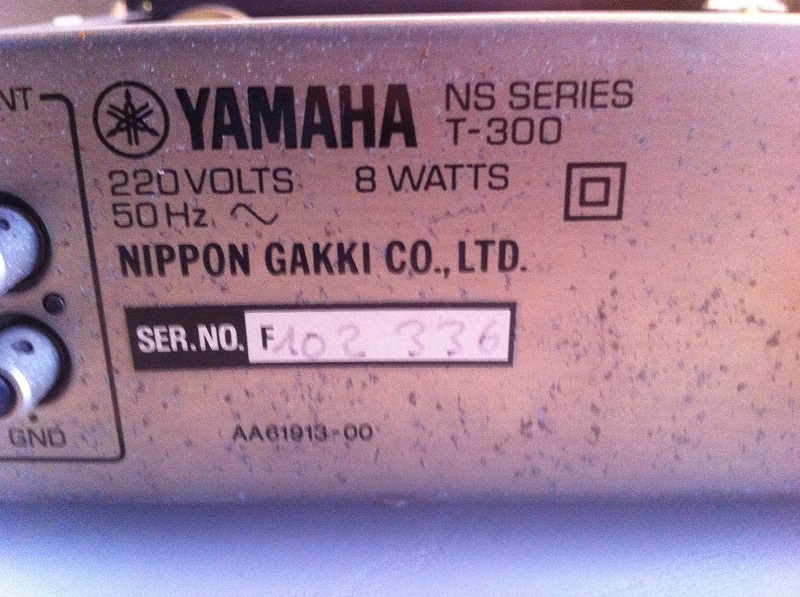 NT
YAMAHA NS SERIES
T-300
220 VOLTS 8 WATTS
50 Hz
NIPPON GAKKI CO., LTD.
SER. NO. F102 336
GND
AA61913-00